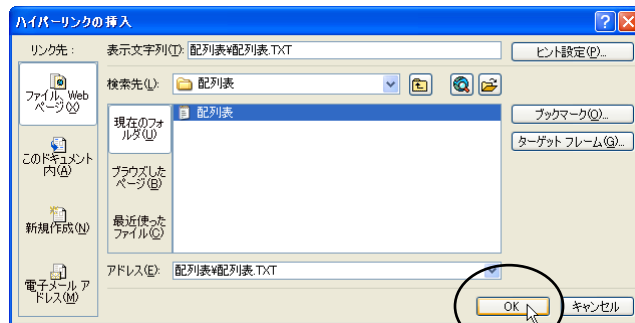 ハイパーリンクの挿入
リンク先：
表示文字列(T): 配列表¥配列表.TXT
ヒント設定(P)...
ファイル、Web
ページ(X)
検索先(L):
配列表
現在のフォ
ルダ(U)
配列表
ブックマーク(O)...
ターゲット フレーム(G)...
このドキュメント
内(A)
ブラウズした
ページ(B)
新規作成(N)
最近使った
ファイル(C)
電子メール ア
ドレス(M)
アドレス(E):
配列表¥配列表.TXT
OK
キャンセル